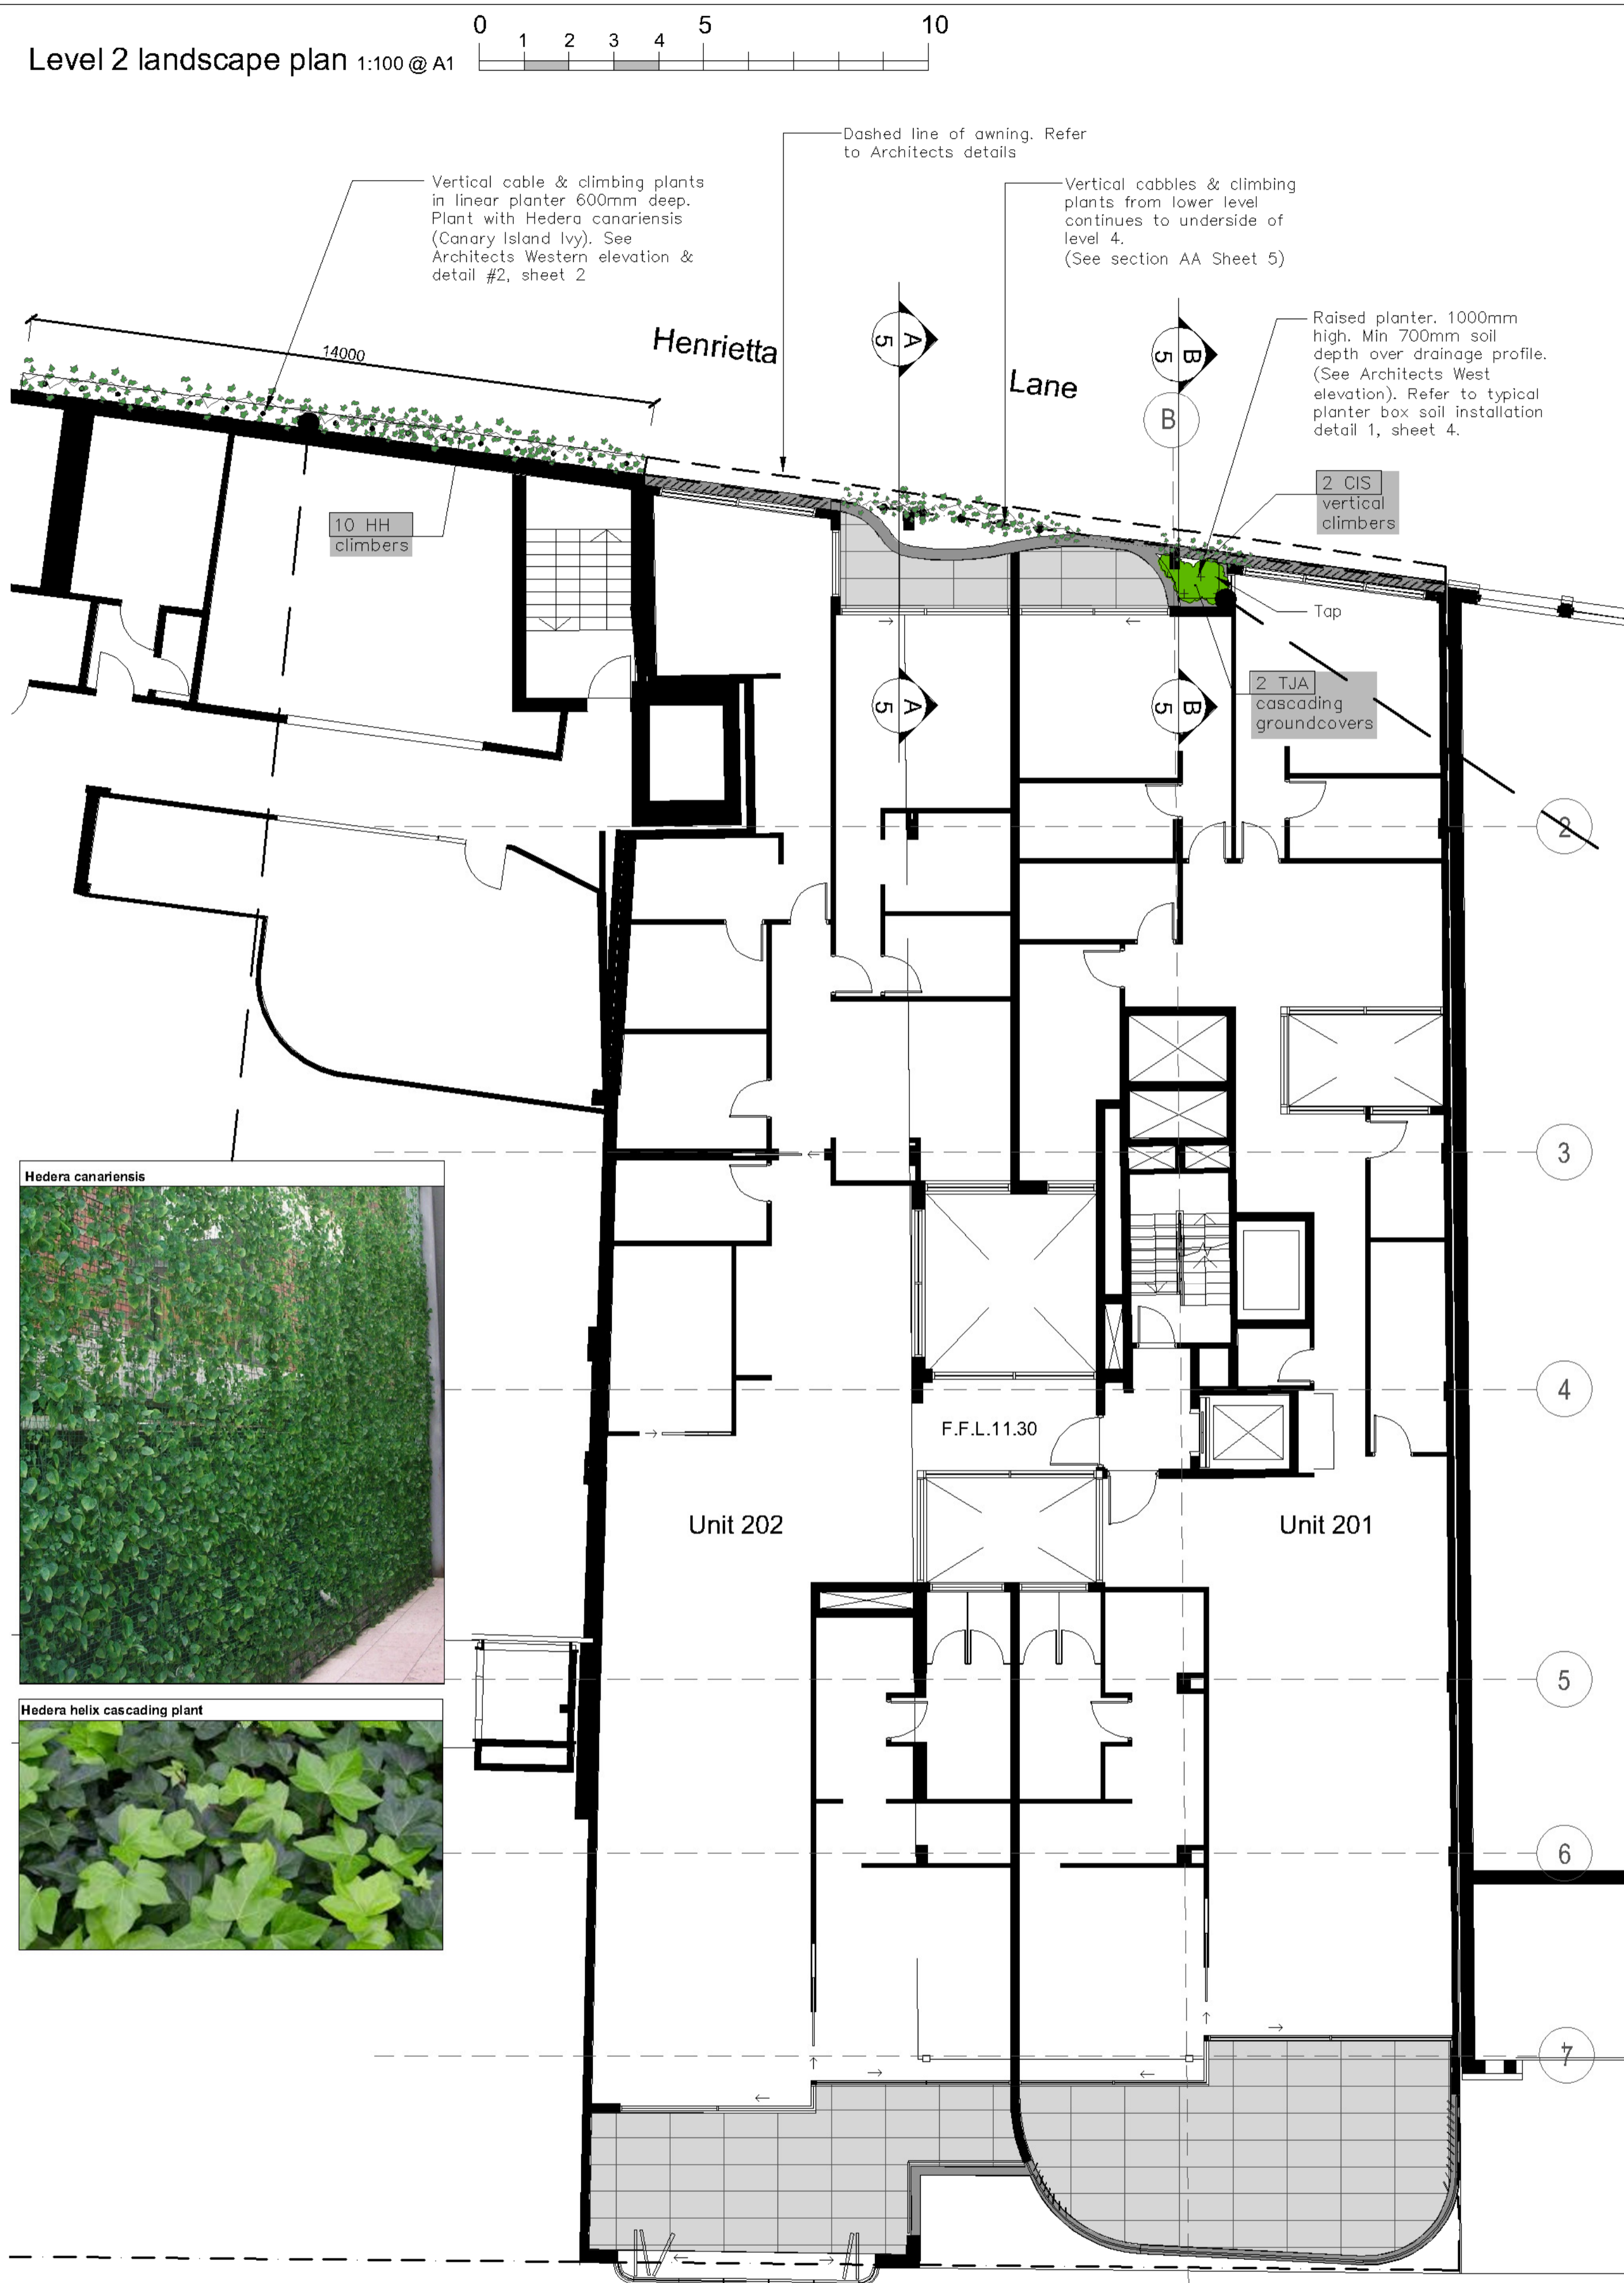 0 5 10
1 2 3 4
Level 2 landscape plan 1:100 @ A1
Dashed line of awning. Refer
to Architects details
Vertical cable & climbing plants
in linear planter 600mm deep.
Plant with Hedera canariensis
(Canary Island Ivy). See
Architects Western elevation &
detail #2, sheet 2
Vertical cabbles & climbing
plants from lower level
continues to underside of
level 4.
(See section AA Sheet 5)
Raised planter. 1000mm
high. Min 700mm soil
depth over drainage profile.
(See Architects West
elevation). Refer to typical
planter box soil installation
detail 1, sheet 4.
14000
Henrietta
Lane
A
5
B
5
B
2 CIS
vertical
climbers
10 HH
climbers
Tap
2 TJA
cascading
groundcovers
A
5
B
5
2
3
Hedera canariensis
4
F.F.L.11.30
Unit 202
Unit 201
5
Hedera helix cascading plant
6
7